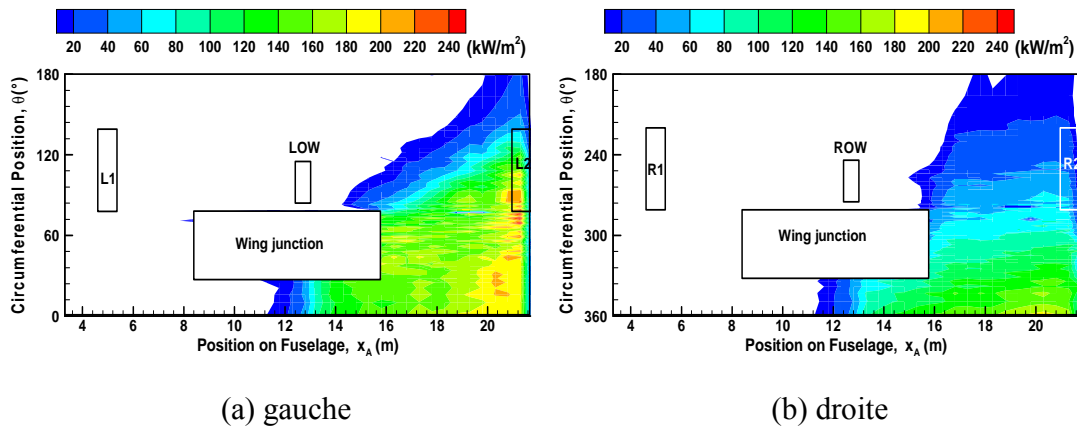 20 40 60 80 100 120 140 160 180 200 220 240 (kW/m²)
180
120
60
0
Circumferential Position, θ(°)
L1
LOW
L2
Wing junction
4 6 8 10 12 14 16 18 20
Position on Fuselage, x_A (m)
(a) gauche
20 40 60 80 100 120 140 160 180 200 220 240 (kW/m²)
180
240
300
360
Circumferential Position, θ(°)
R1
ROW
R2
Wing junction
4 6 8 10 12 14 16 18 20
Position on Fuselage, x_A (m)
(b) droite